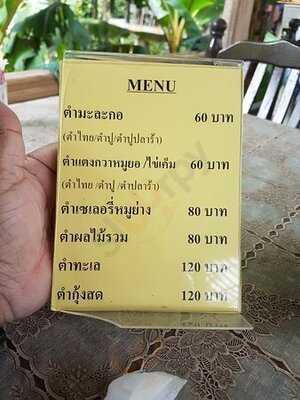 MENU
ตำมะละกอ 60 บาท
(ตำไทย/ตำปู/ตำปูปลาร้า)
ตำแตงกวาหมูยอ /ไข่เค็ม 60 บาท
(ตำไทย /ตำปู /ตำปูปลาร้า)
ตำเซเลอรี่หมูย่าง 80 บาท
ตำผลไม้รวม 80 บาท
ตำทะเล 120 บาท
ตำกุ้งสด 120 บาท